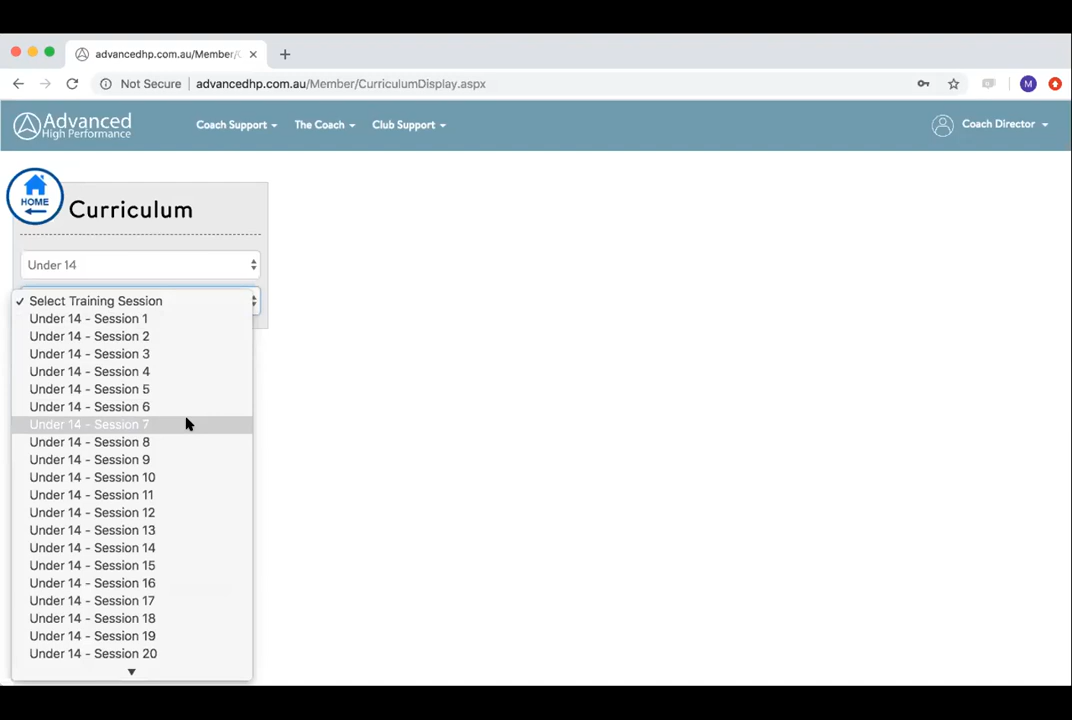 advancedhp.com.au/Member/C
Not Secure
advancedhp.com.au/Member/CurriculumDisplay.aspx
M
Advanced
High Performance
Coach Support
The Coach
Club Support
Coach Director
HOME
Curriculum
Under 14
Select Training Session
Under 14 - Session 1
Under 14 - Session 2
Under 14 - Session 3
Under 14 - Session 4
Under 14 - Session 5
Under 14 - Session 6
Under 14 - Session 7
Under 14 - Session 8
Under 14 - Session 9
Under 14 - Session 10
Under 14 - Session 11
Under 14 - Session 12
Under 14 - Session 13
Under 14 - Session 14
Under 14 - Session 15
Under 14 - Session 16
Under 14 - Session 17
Under 14 - Session 18
Under 14 - Session 19
Under 14 - Session 20